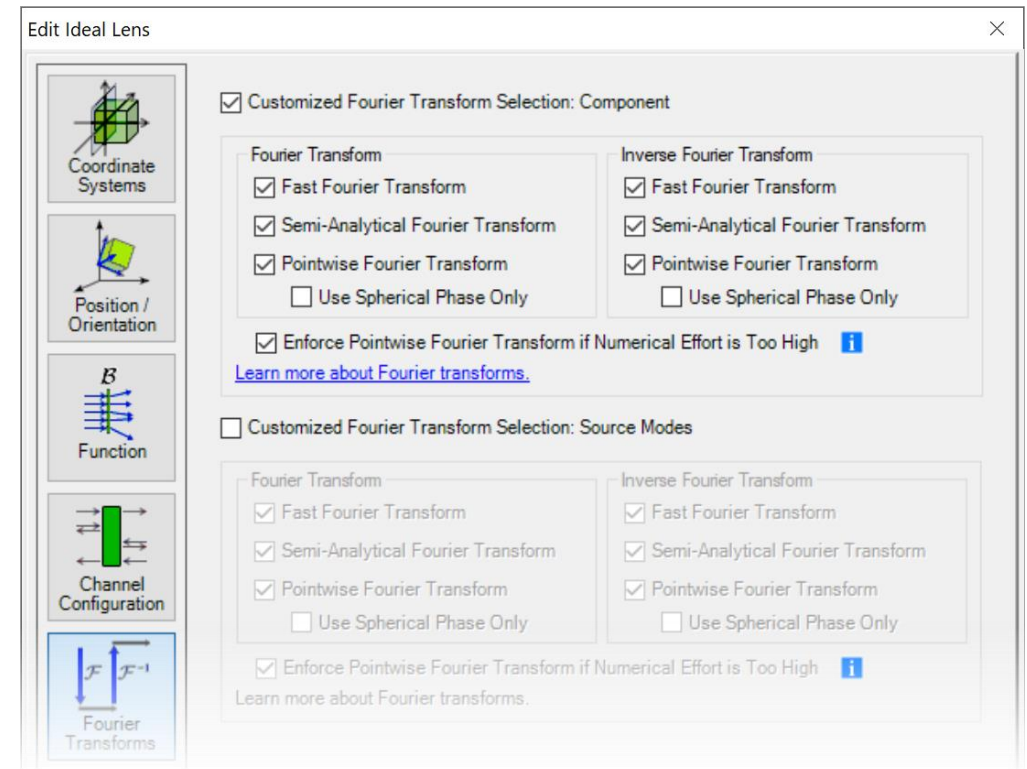 Edit Ideal Lens
Coordinate
Systems
Position /
Orientation
B
Function
Channel
Configuration
F F⁻¹
Fourier
Transforms
Customized Fourier Transform Selection: Component
Fourier Transform
Fast Fourier Transform
Semi-Analytical Fourier Transform
Pointwise Fourier Transform
Use Spherical Phase Only
Inverse Fourier Transform
Fast Fourier Transform
Semi-Analytical Fourier Transform
Pointwise Fourier Transform
Use Spherical Phase Only
Enforce Pointwise Fourier Transform if Numerical Effort is Too High i
Learn more about Fourier transforms.
Customized Fourier Transform Selection: Source Modes
Fourier Transform
Fast Fourier Transform
Semi-Analytical Fourier Transform
Pointwise Fourier Transform
Use Spherical Phase Only
Inverse Fourier Transform
Fast Fourier Transform
Semi-Analytical Fourier Transform
Pointwise Fourier Transform
Use Spherical Phase Only
Enforce Pointwise Fourier Transform if Numerical Effort is Too High i
Learn more about Fourier transforms.